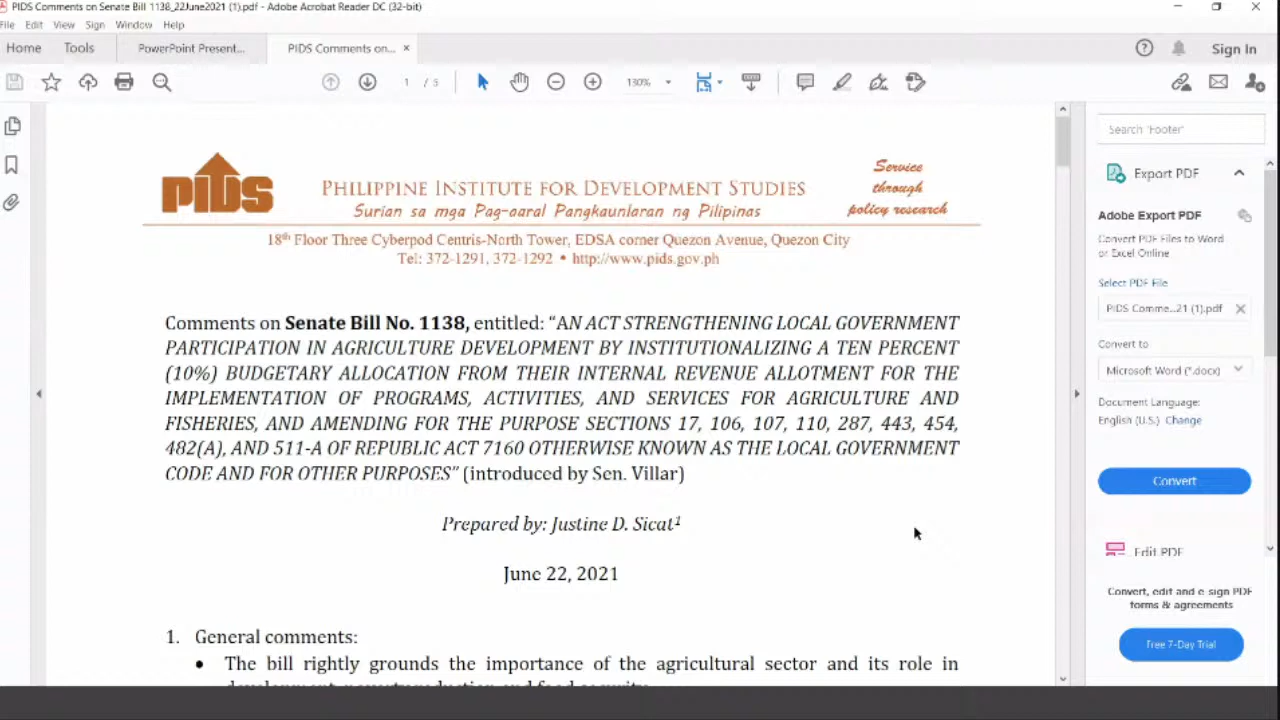 PIDS Comments on Senate Bill 1138_22June2021 (1).pdf - Adobe Acrobat Reader DC (32-bit)
File Edit View Sign Window Help
Home Tools PowerPoint Present... PIDS Comments on... × Sign In
1 / 5 130%
Search 'Footer'
PIDS
PHILIPPINE INSTITUTE FOR DEVELOPMENT STUDIES
Surian sa mga Pag-aaral Pangkaunlaran ng Pilipinas
Service
through
policy research
18th Floor Three Cyberpod Centris-North Tower, EDSA corner Quezon Avenue, Quezon City
Tel: 372-1291, 372-1292 • http://www.pids.gov.ph
Comments on Senate Bill No. 1138, entitled: “AN ACT STRENGTHENING LOCAL GOVERNMENT
PARTICIPATION IN AGRICULTURE DEVELOPMENT BY INSTITUTIONALIZING A TEN PERCENT
(10%) BUDGETARY ALLOCATION FROM THEIR INTERNAL REVENUE ALLOTMENT FOR THE
IMPLEMENTATION OF PROGRAMS, ACTIVITIES, AND SERVICES FOR AGRICULTURE AND
FISHERIES, AND AMENDING FOR THE PURPOSE SECTIONS 17, 106, 107, 110, 287, 443, 454,
482(A), AND 511-A OF REPUBLIC ACT 7160 OTHERWISE KNOWN AS THE LOCAL GOVERNMENT
CODE AND FOR OTHER PURPOSES” (introduced by Sen. Villar)
Prepared by: Justine D. Sicat1
June 22, 2021
1. General comments:
• The bill rightly grounds the importance of the agricultural sector and its role in
Export PDF
Adobe Export PDF
Convert PDF Files to Word
or Excel Online
Select PDF File
PIDS Comme...21 (1).pdf
Convert to
Microsoft Word (*.docx)
Document Language:
English (U.S.) Change
Convert
Edit PDF
Convert, edit and e-sign PDF
forms & agreements
Free 7-Day Trial